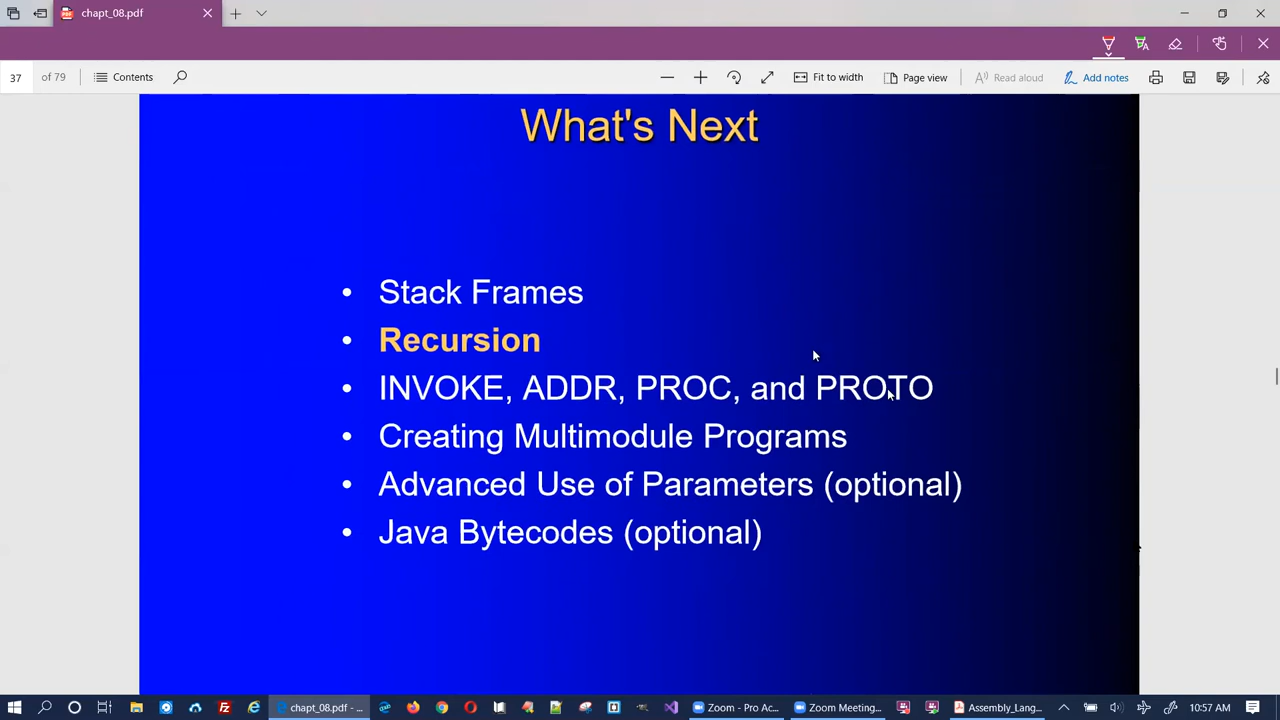 chapt_08.pdf
37 of 79 Contents Fit to width Page view Read aloud Add notes
What's Next
• Stack Frames
• Recursion
• INVOKE, ADDR, PROC, and PROTO
• Creating Multimodule Programs
• Advanced Use of Parameters (optional)
• Java Bytecodes (optional)
chapt_08.pdf - ... Zoom - Pro Ac... Zoom Meeting... Assembly_Lang... 10:57 AM